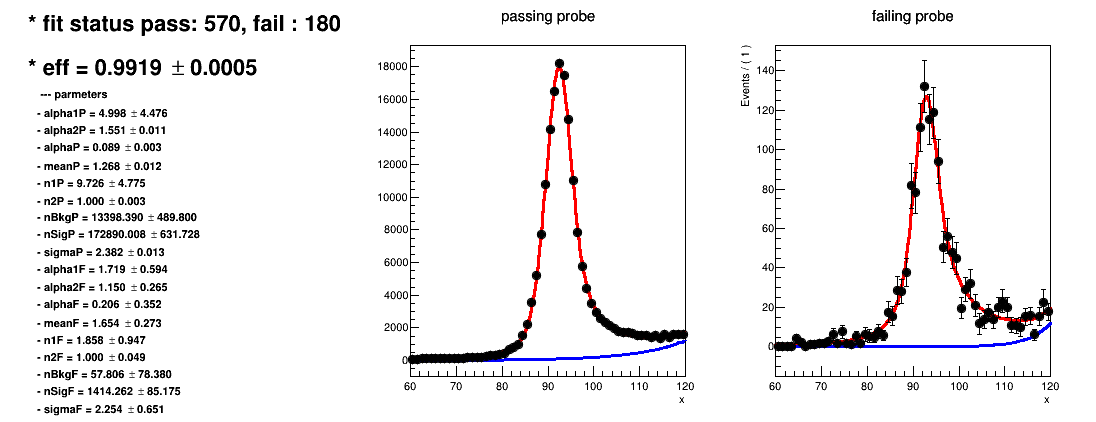 * fit status pass: 570, fail : 180
* eff = 0.9919 ± 0.0005
--- parmeters
- alpha1P = 4.998 ± 4.476
- alpha2P = 1.551 ± 0.011
- alphaP = 0.089 ± 0.003
- meanP = 1.268 ± 0.012
- n1P = 9.726 ± 4.775
- n2P = 1.000 ± 0.003
- nBkgP = 13398.390 ± 489.800
- nSigP = 172890.008 ± 631.728
- sigmaP = 2.382 ± 0.013
- alpha1F = 1.719 ± 0.594
- alpha2F = 1.150 ± 0.265
- alphaF = 0.206 ± 0.352
- meanF = 1.654 ± 0.273
- n1F = 1.858 ± 0.947
- n2F = 1.000 ± 0.049
- nBkgF = 57.806 ± 78.380
- nSigF = 1414.262 ± 85.175
- sigmaF = 2.254 ± 0.651
passing probe
18000
16000
14000
12000
10000
8000
6000
4000
2000
0
60 70 80 90 100 110 120
x
failing probe
Events / ( 1 )
140
120
100
80
60
40
20
0
60 70 80 90 100 110 120
x